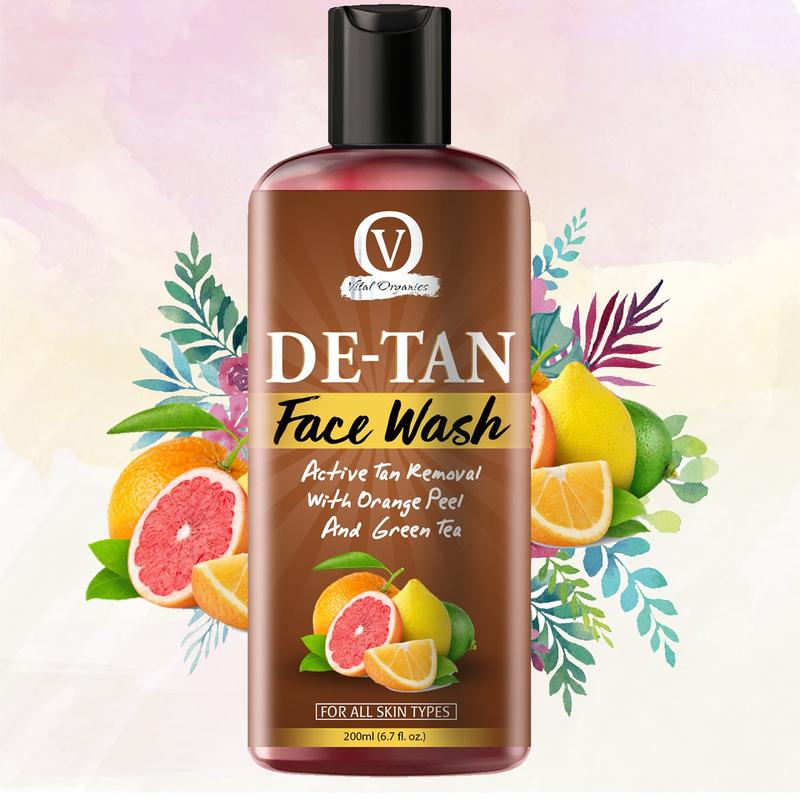 VO
Vital Organics
DE-TAN
Face Wash
Active Tan Removal
With Orange Peel
And Green Tea
FOR ALL SKIN TYPES
200ml (6.7 fl. oz.)